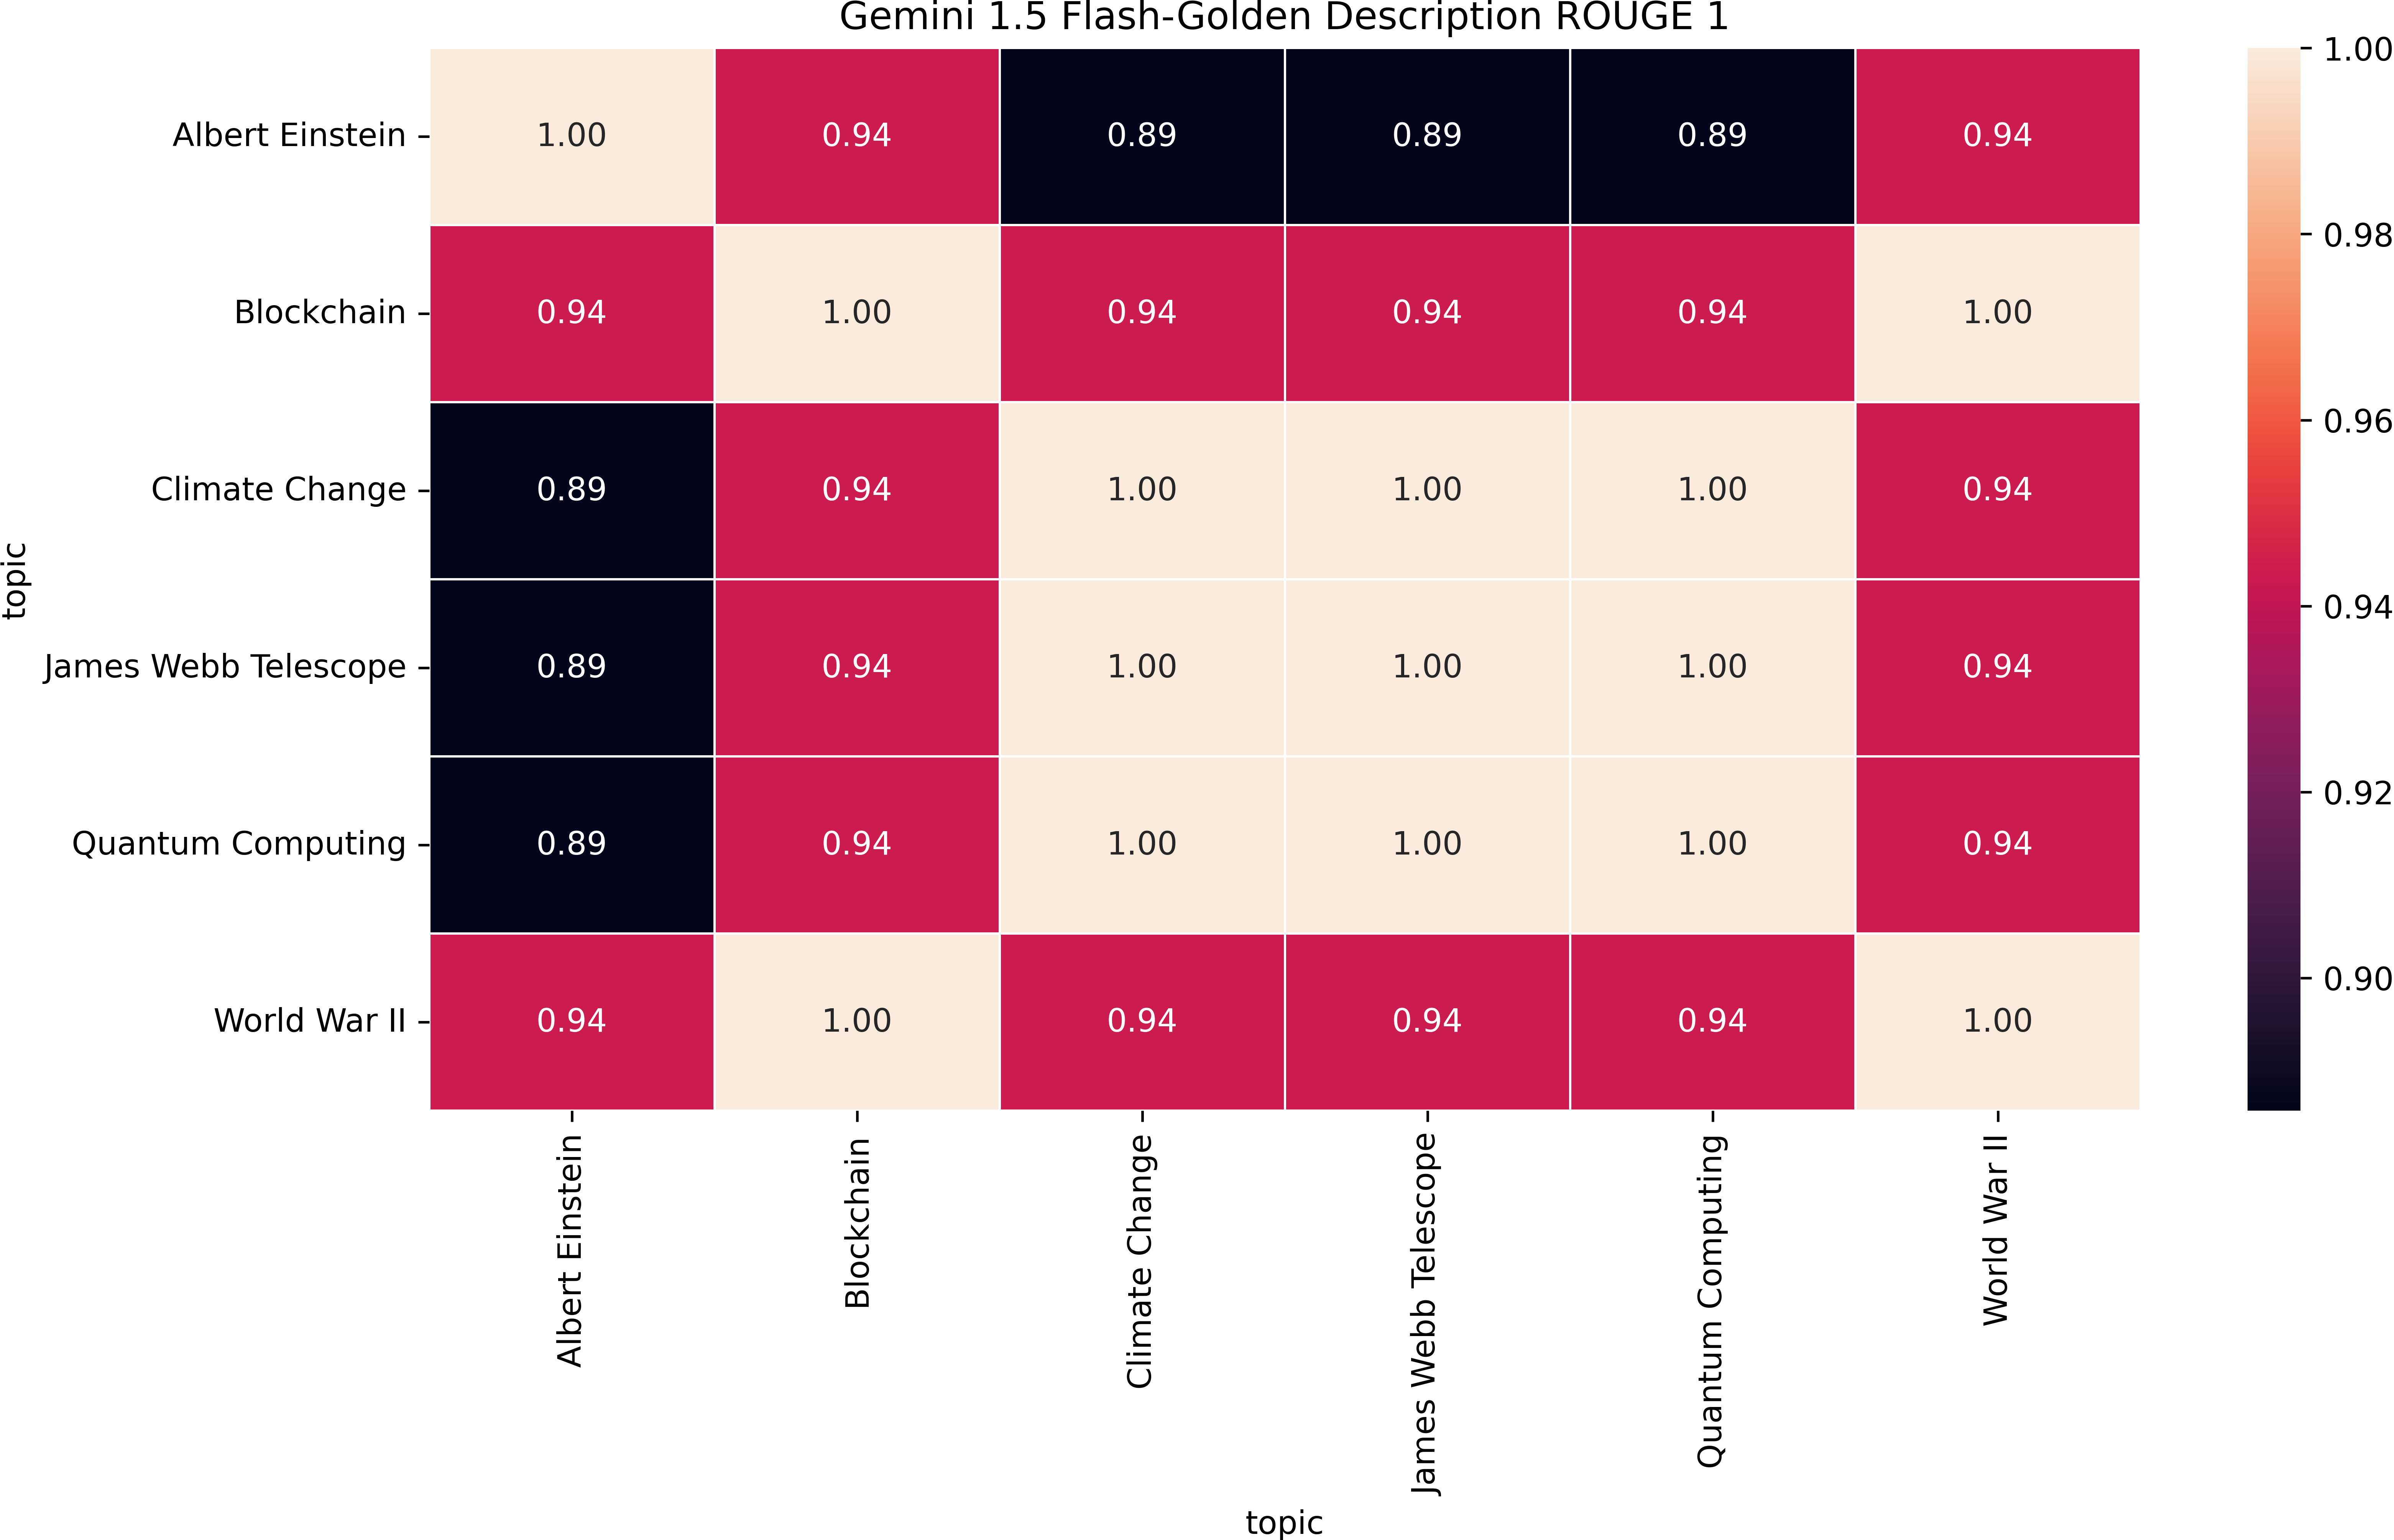 Gemini 1.5 Flash-Golden Description ROUGE 1
Albert Einstein 1.00 0.94 0.89 0.89 0.89 0.94
Blockchain 0.94 1.00 0.94 0.94 0.94 1.00
Climate Change 0.89 0.94 1.00 1.00 1.00 0.94
James Webb Telescope 0.89 0.94 1.00 1.00 1.00 0.94
Quantum Computing 0.89 0.94 1.00 1.00 1.00 0.94
World War II 0.94 1.00 0.94 0.94 0.94 1.00
topic
Albert Einstein
Blockchain
Climate Change
James Webb Telescope
Quantum Computing
World War II
topic
1.00
0.98
0.96
0.94
0.92
0.90